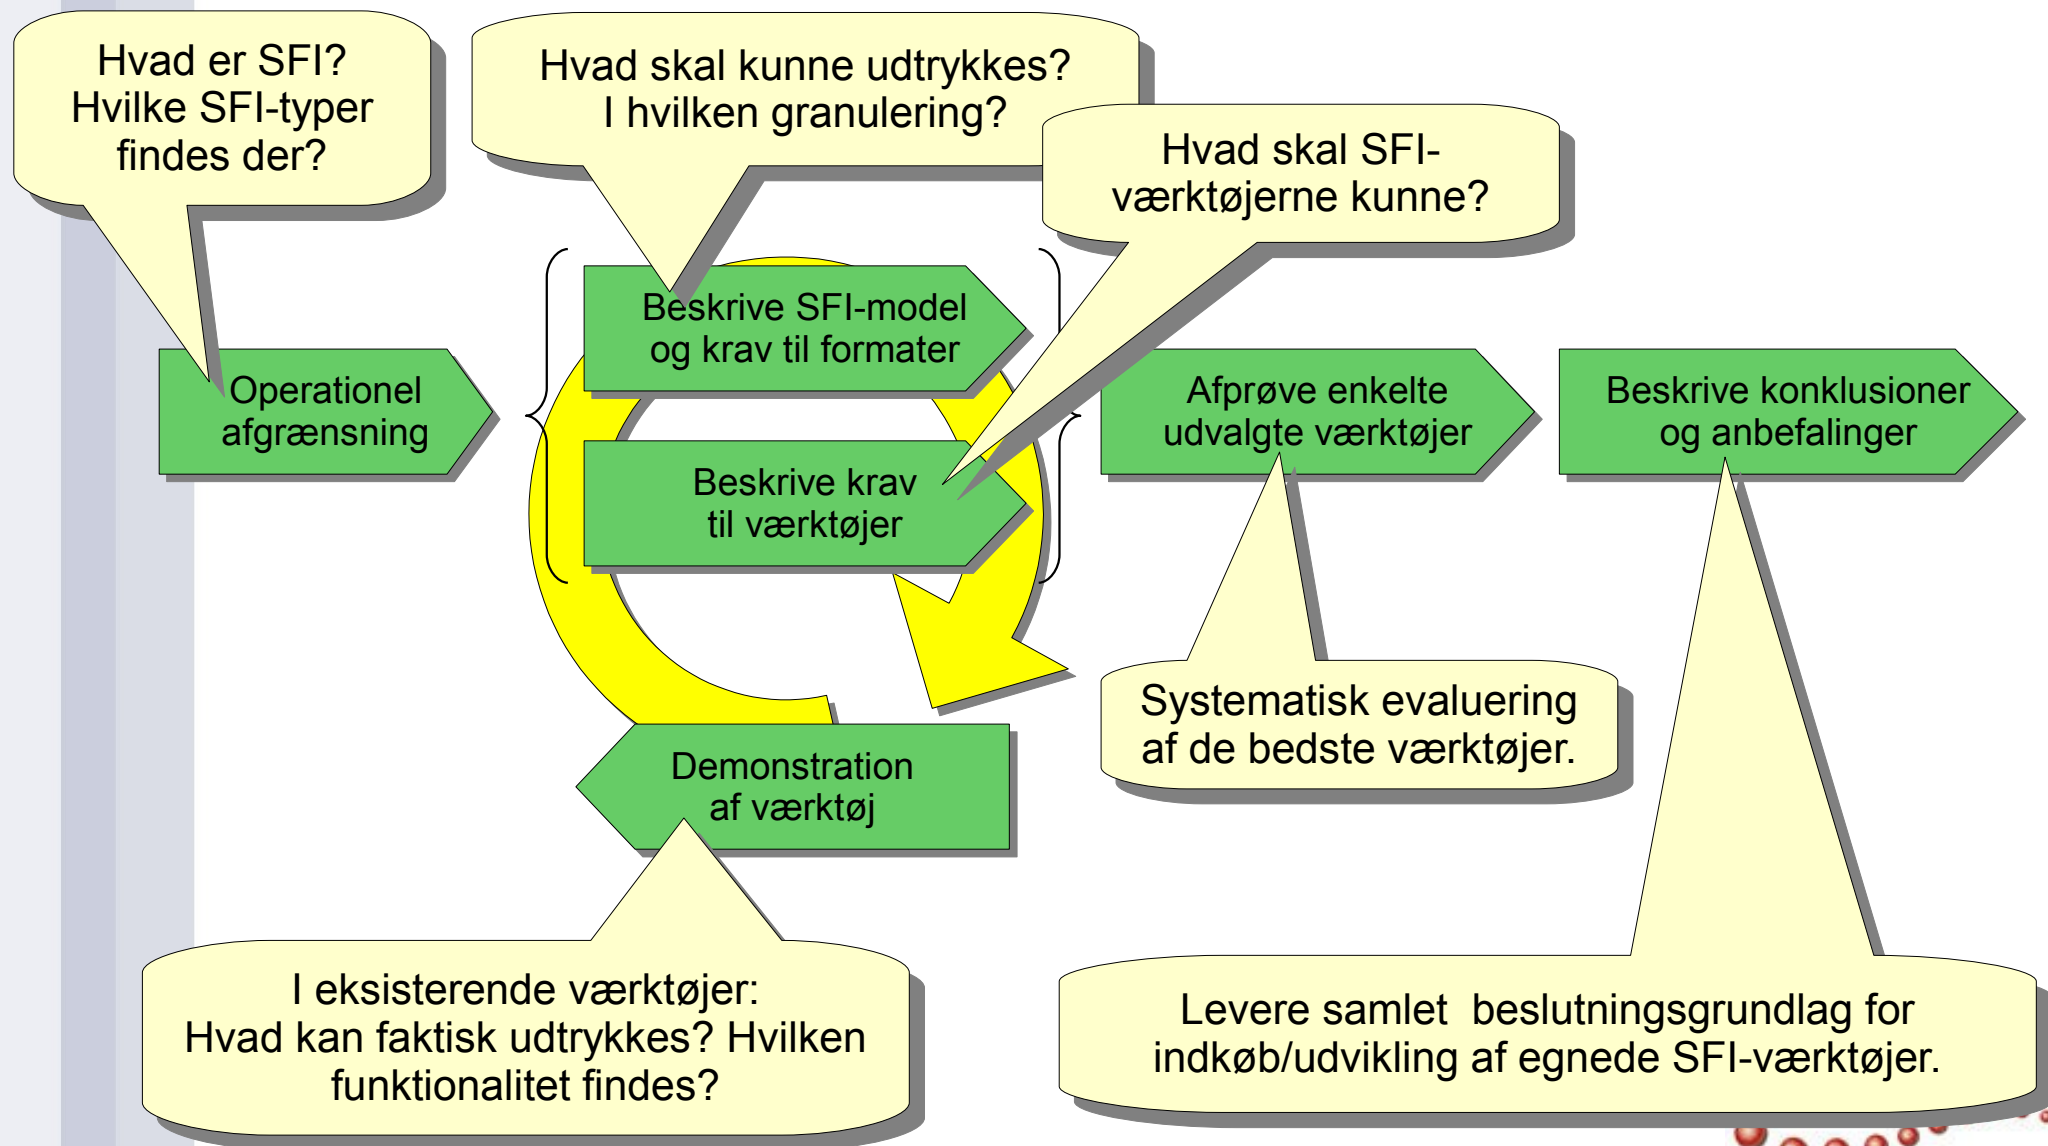 Hvad er SFI?
Hvilke SFI-typer
findes der?
Hvad skal kunne udtrykkes?
I hvilken granulering?
Hvad skal SFI-
værktøjerne kunne?
Operationel
afgrænsning
Beskrive SFI-model
og krav til formater
Beskrive krav
til værktøjer
Afprøve enkelte
udvalgte værktøjer
Beskrive konklusioner
og anbefalinger
Demonstration
af værktøj
Systematisk evaluering
af de bedste værktøjer.
I eksisterende værktøjer:
Hvad kan faktisk udtrykkes? Hvilken
funktionalitet findes?
Levere samlet  beslutningsgrundlag for
indkøb/udvikling af egnede SFI-værktøjer.